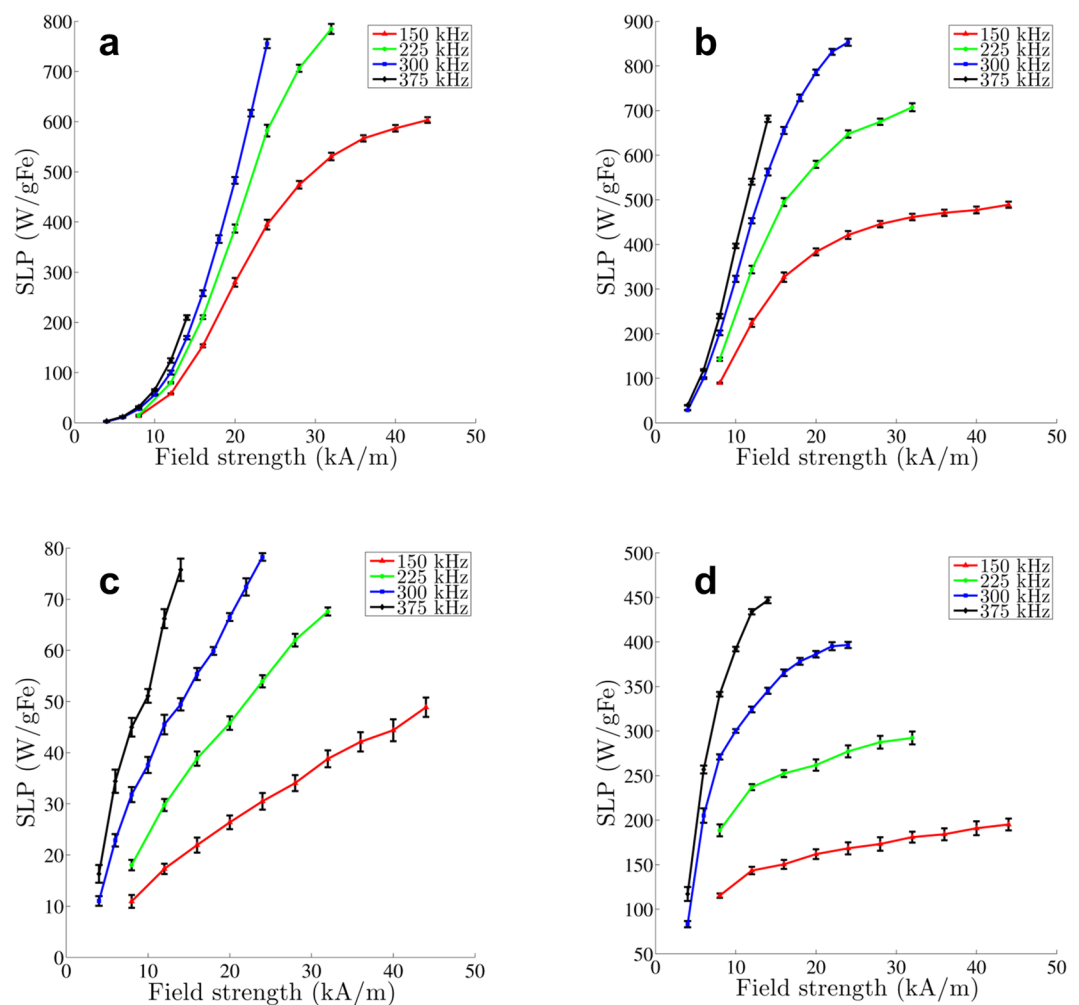 a
150 kHz
225 kHz
300 kHz
375 kHz
SLP (W/gFe)
800
700
600
500
400
300
200
100
0
0 10 20 30 40 50
Field strength (kA/m)
b
150 kHz
225 kHz
300 kHz
375 kHz
SLP (W/gFe)
900
800
700
600
500
400
300
200
100
0
0 10 20 30 40 50
Field strength (kA/m)
c
150 kHz
225 kHz
300 kHz
375 kHz
SLP (W/gFe)
80
70
60
50
40
30
20
10
0
0 10 20 30 40 50
Field strength (kA/m)
d
150 kHz
225 kHz
300 kHz
375 kHz
SLP (W/gFe)
500
450
400
350
300
250
200
150
100
50
0 10 20 30 40 50
Field strength (kA/m)